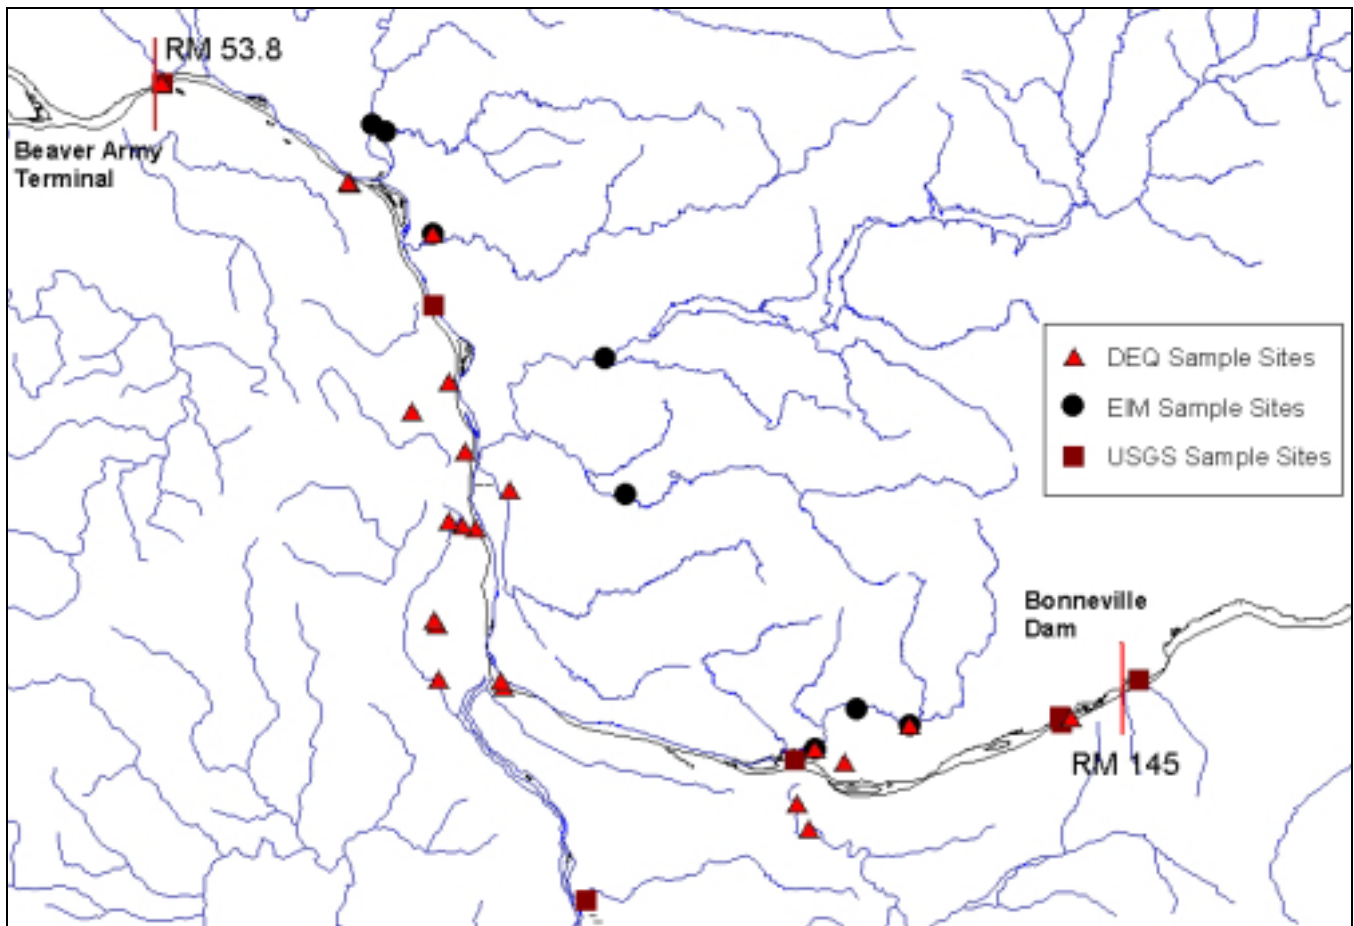 RM 53.8
Beaver Army
Terminal
DEQ Sample Sites
EIM Sample Sites
USGS Sample Sites
Bonneville
Dam
RM 145